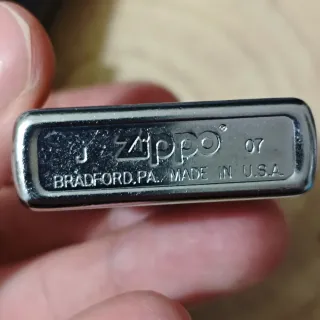 J Zippo® 07
BRADFORD,PA. MADE IN U.S.A.